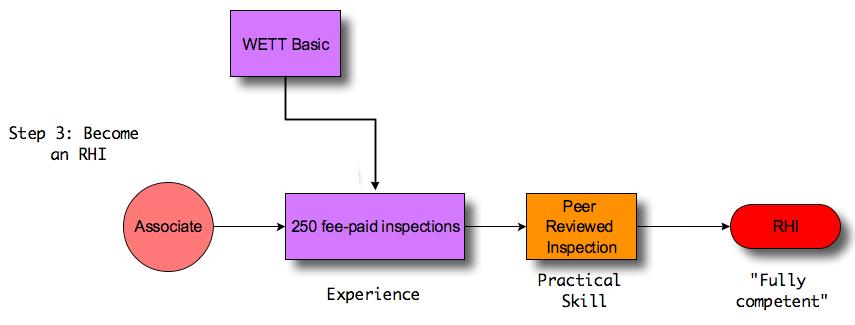 WETT Basic
Step 3: Become
an RHI
Associate
250 fee-paid inspections
Peer
Reviewed
Inspection
RHI
Experience
Practical
Skill
"Fully
competent"